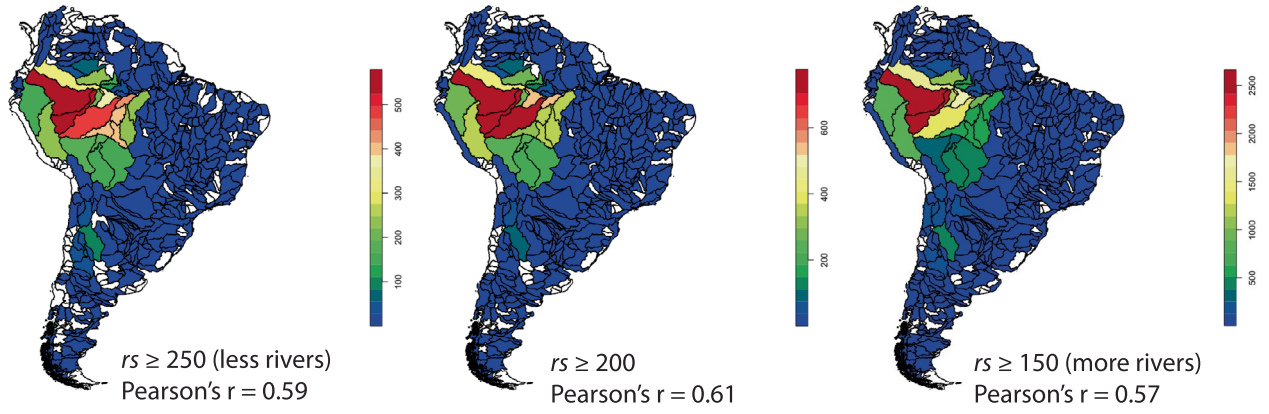 500
400
300
200
100
rs ≥ 250 (less rivers)
Pearson's r = 0.59
600
400
200
rs ≥ 200
Pearson's r = 0.61
2500
2000
1500
1000
500
rs ≥ 150 (more rivers)
Pearson's r = 0.57